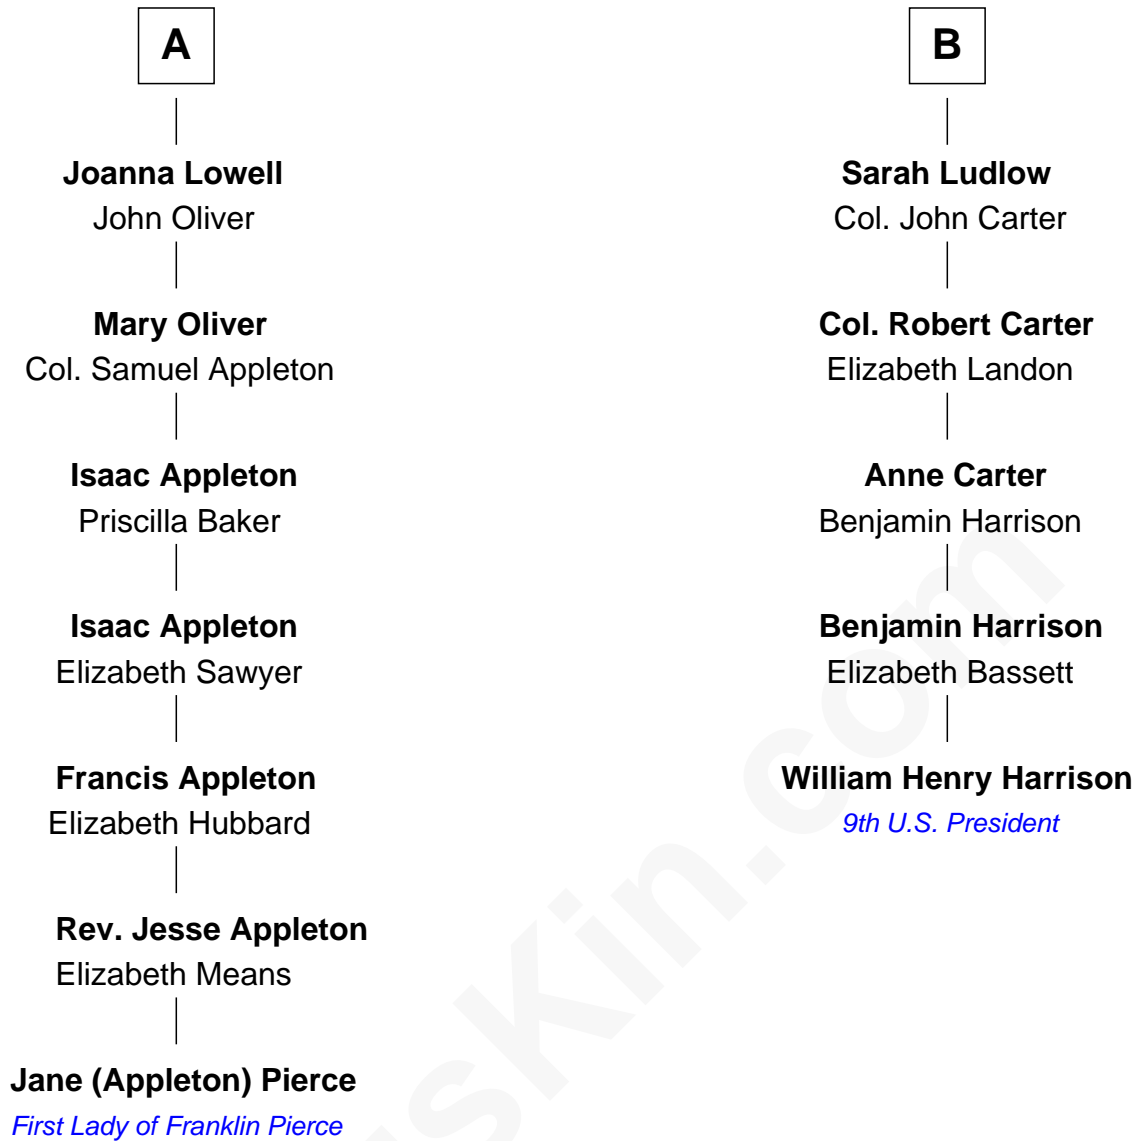 A
Joanna Lowell
John Oliver
Mary Oliver
Col. Samuel Appleton
Isaac Appleton
Priscilla Baker
Isaac Appleton
Elizabeth Sawyer
Francis Appleton
Elizabeth Hubbard
Rev. Jesse Appleton
Elizabeth Means
Jane (Appleton) Pierce
First Lady of Franklin Pierce
B
Sarah Ludlow
Col. John Carter
Col. Robert Carter
Elizabeth Landon
Anne Carter
Benjamin Harrison
Benjamin Harrison
Elizabeth Bassett
William Henry Harrison
9th U.S. President
sKin.com